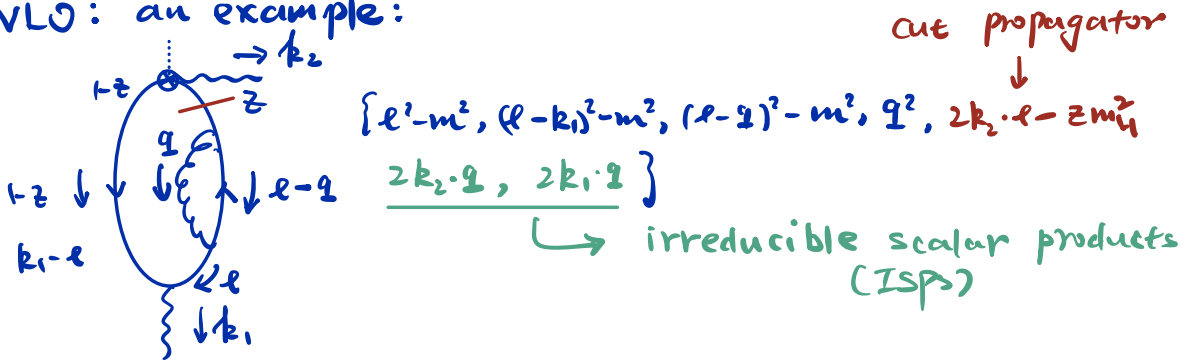 VLO: an example:
cut propagator
→ k₂
1-z
z
{ℓ²-m², (ℓ-k₁)²-m², (ℓ-q)²-m², q², 2k₂·ℓ - zm_H²
q
2k₂·q, 2k₁·q}
1-z ↓ ↓ ↓ ℓ-q
irreducible scalar products
k₁-ℓ
(ISPs)
ℓ
↓ k₁